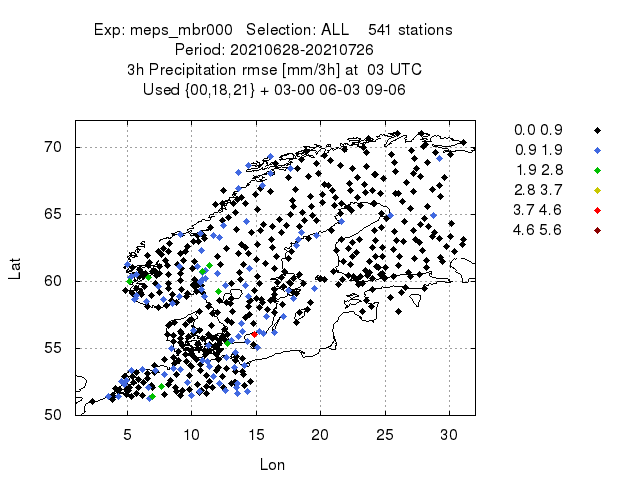 Exp: meps_mbr000   Selection: ALL    541 stations
Period: 20210628-20210726
3h Precipitation rmse [mm/3h] at  03 UTC
Used {00,18,21} + 03-00 06-03 09-06
0.0 0.9
0.9 1.9
1.9 2.8
2.8 3.7
3.7 4.6
4.6 5.6
70
65
60
55
50
Lat
5 10 15 20 25 30
Lon